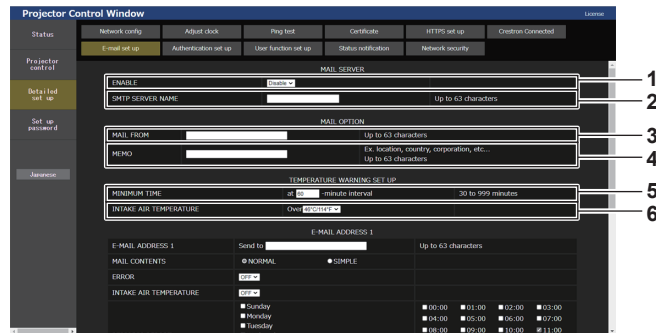 Projector Control Window
License
Status
Projector control
Detailed set up
Set up password
Japanese
Network config
Adjust clock
Ping test
Certificate
HTTPS set up
Crestron Connected
E-mail set up
Authentication set up
User function set up
Status notification
Network security
MAIL SERVER
ENABLE Disable 1
SMTP SERVER NAME Up to 63 characters 2
MAIL OPTION
MAIL FROM Up to 63 characters 3
MEMO Ex. location, country, corporation, etc... 4
Up to 63 characters
TEMPERATURE WARNING SET UP
MINIMUM TIME at 60 -minute interval 30 to 999 minutes 5
INTAKE AIR TEMPERATURE Over 46°C/114°F 6
E-MAIL ADDRESS 1
E-MAIL ADDRESS 1 Send to Up to 63 characters
MAIL CONTENTS NORMAL SIMPLE
ERROR OFF
INTAKE AIR TEMPERATURE OFF
Sunday 00:00 01:00 02:00 03:00
Monday 04:00 05:00 06:00 07:00
Tuesday 08:00 09:00 10:00 11:00